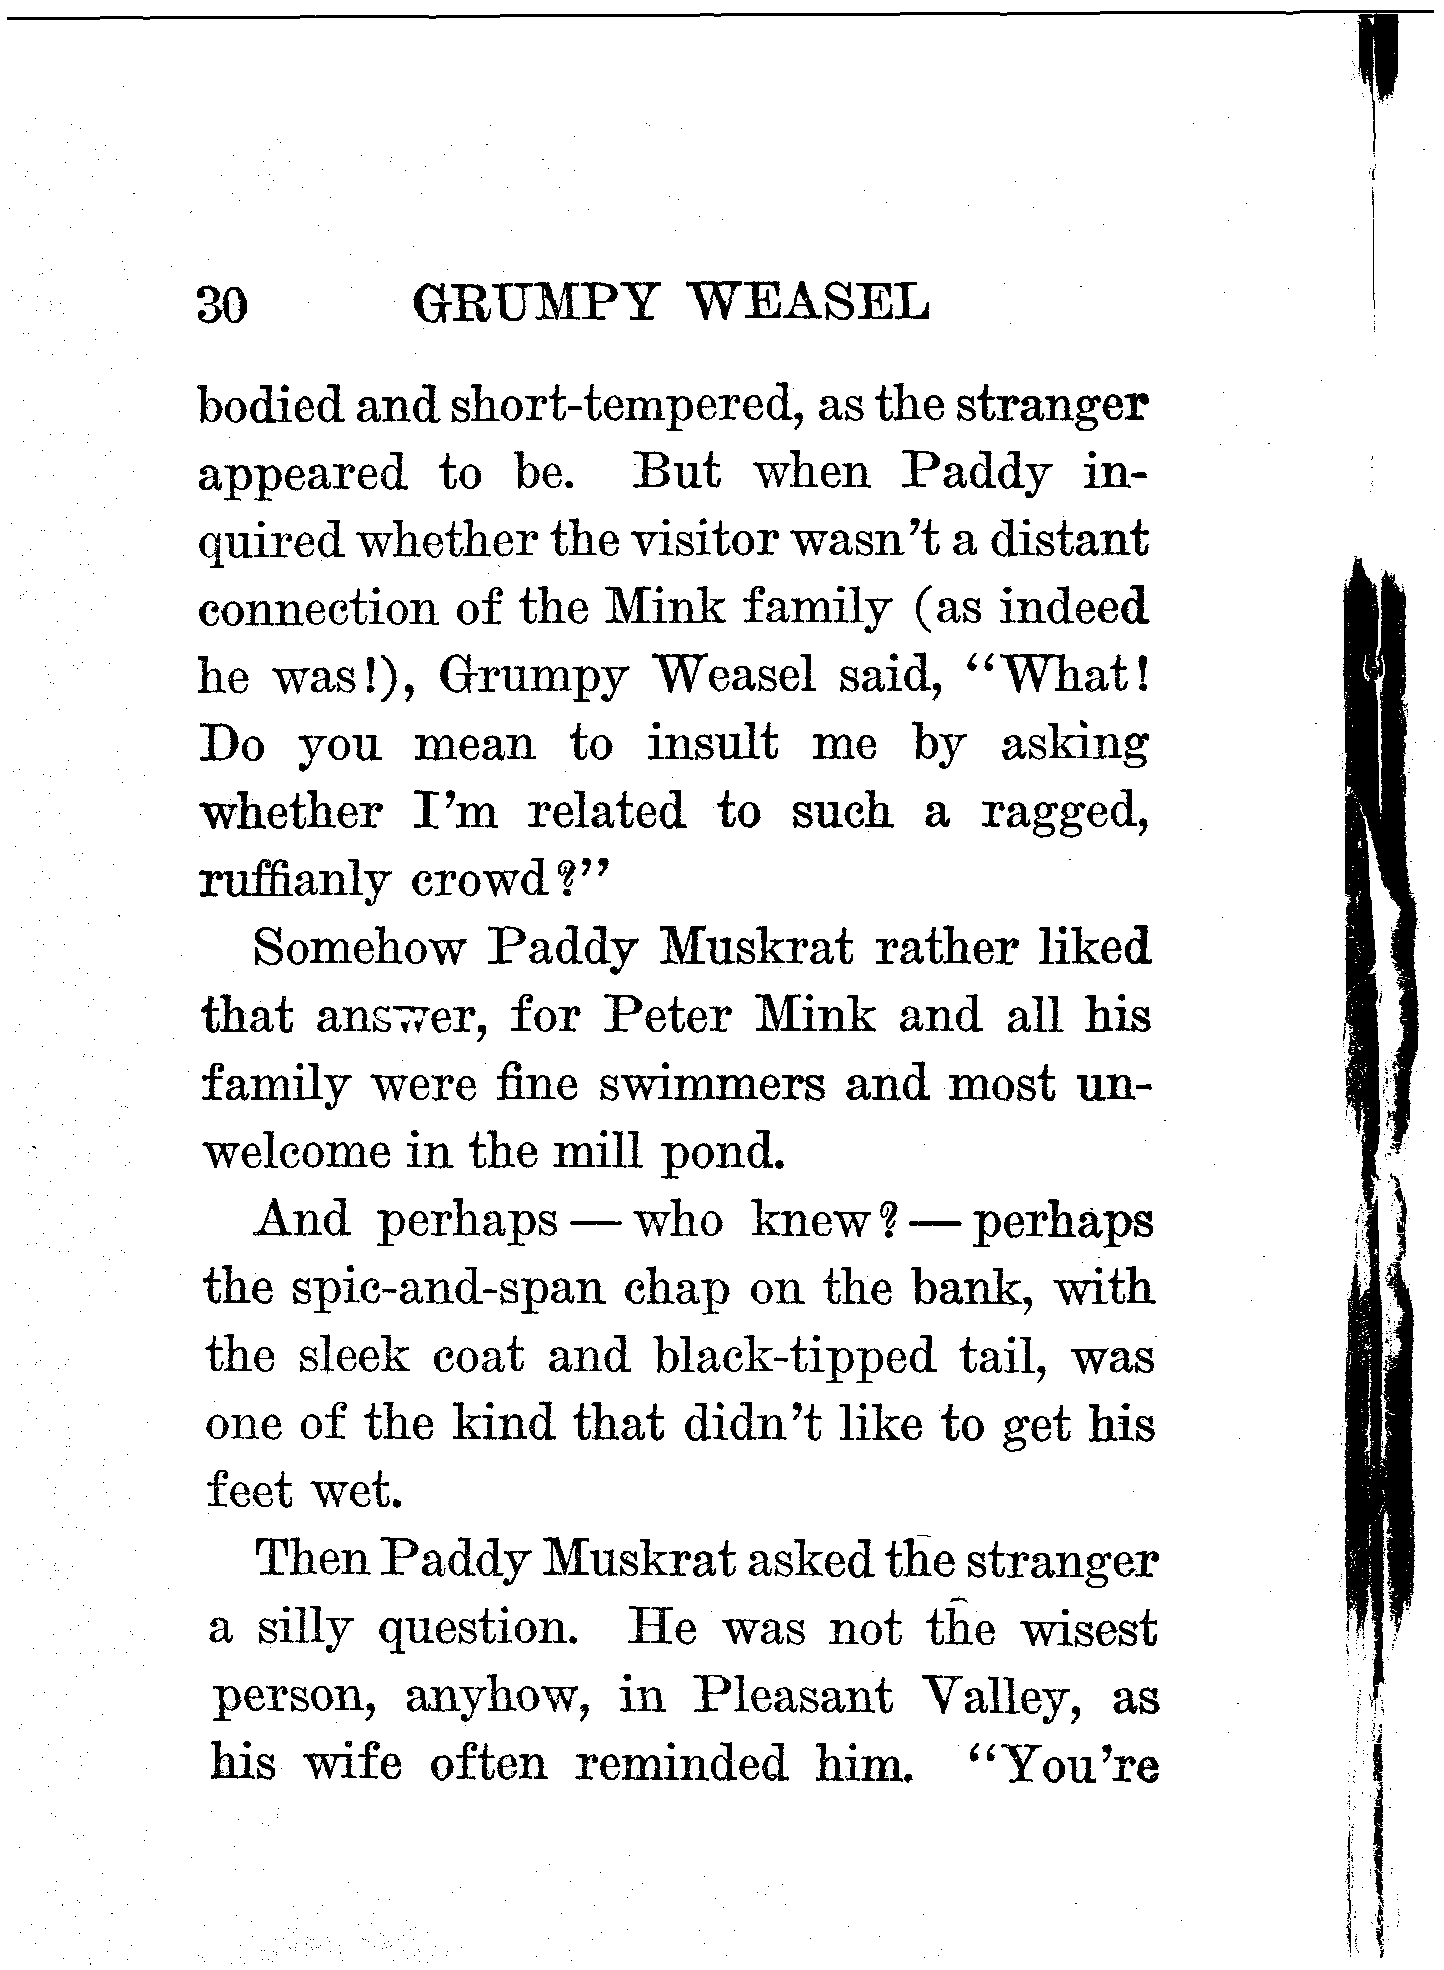 30 GRUMPY WEASEL
bodied and short-tempered, as the stranger
appeared to be. But when Paddy in-
quired whether the visitor wasn't a distant
connection of the Mink family (as indeed
he was!), Grumpy Weasel said, "What!
Do you mean to insult me by asking
whether I'm related to such a ragged,
ruffianly crowd?"
Somehow Paddy Muskrat rather liked
that answer, for Peter Mink and all his
family were fine swimmers and most un-
welcome in the mill pond.
And perhaps — who knew? — perhaps
the spic-and-span chap on the bank, with
the sleek coat and black-tipped tail, was
one of the kind that didn't like to get his
feet wet.
Then Paddy Muskrat asked the stranger
a silly question. He was not the wisest
person, anyhow, in Pleasant Valley, as
his wife often reminded him. "You're